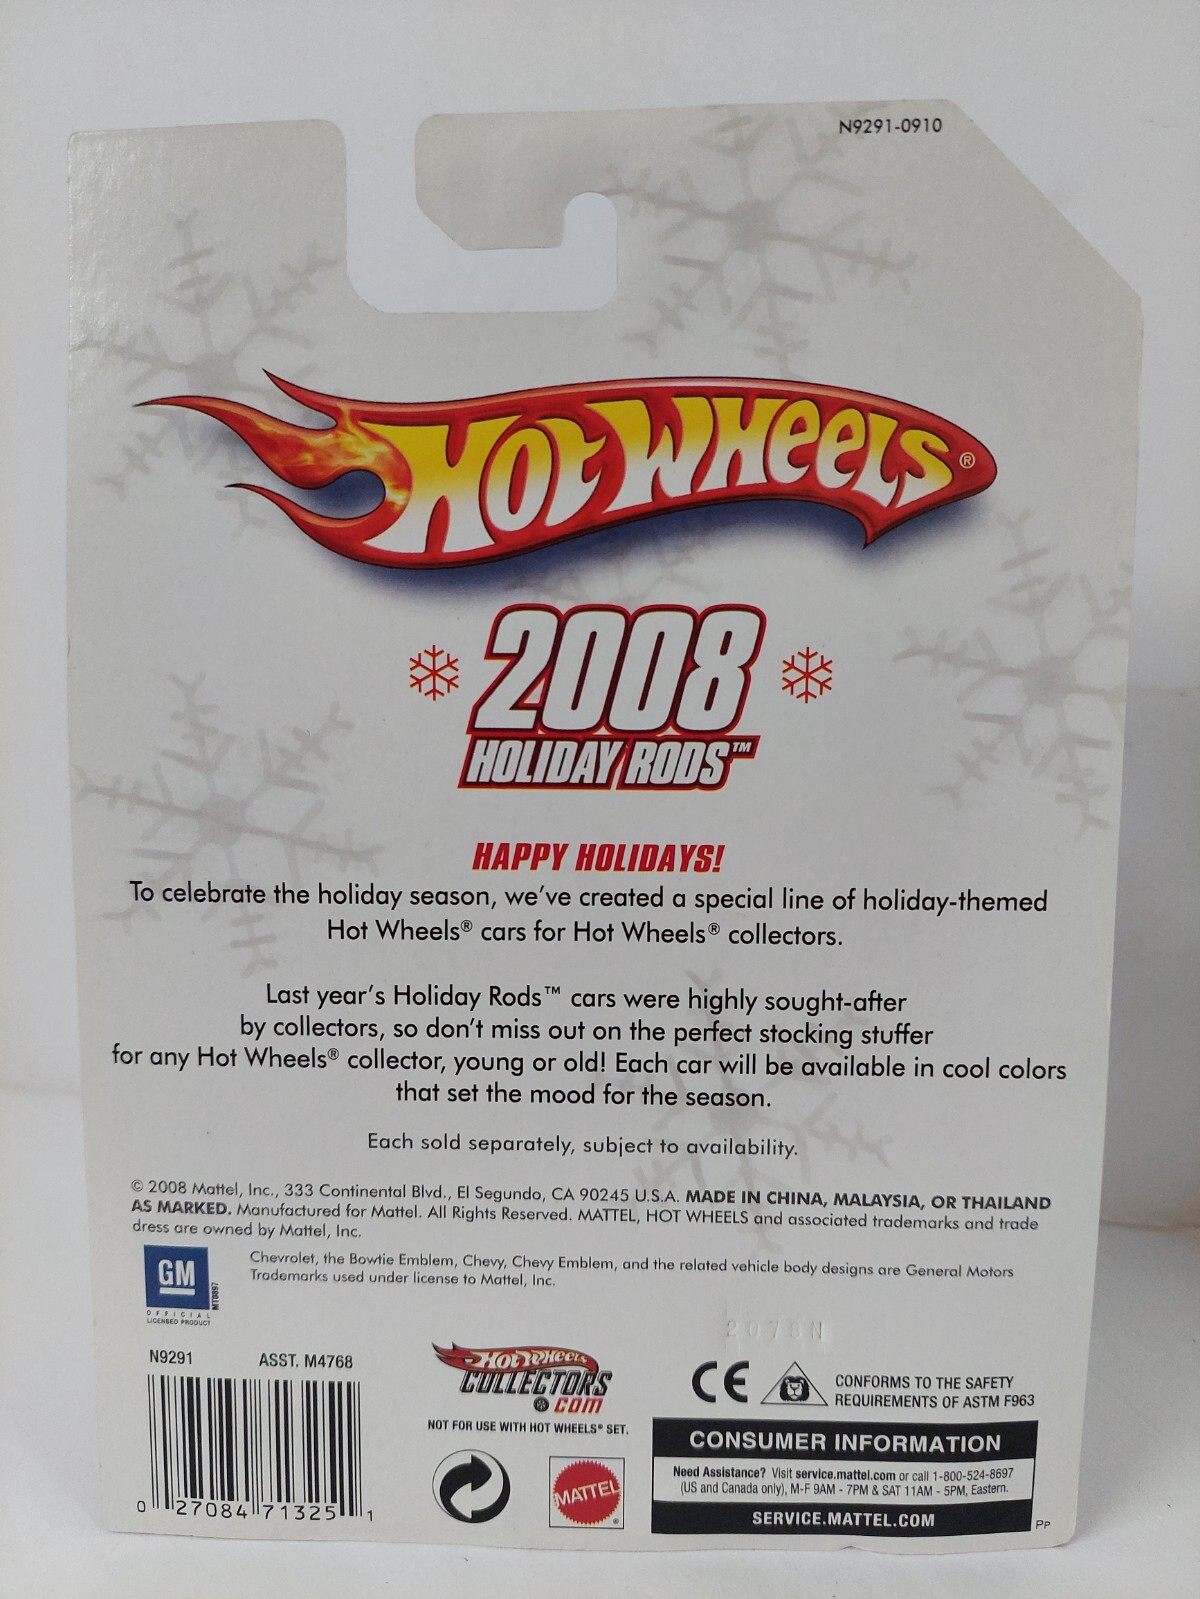 N9291-0910
HOT WHEELS®
2008
HOLIDAY RODS™
HAPPY HOLIDAYS!
To celebrate the holiday season, we've created a special line of holiday-themed
Hot Wheels® cars for Hot Wheels® collectors.
Last year's Holiday Rods™ cars were highly sought-after
by collectors, so don't miss out on the perfect stocking stuffer
for any Hot Wheels® collector, young or old! Each car will be available in cool colors
that set the mood for the season.
Each sold separately, subject to availability.
© 2008 Mattel, Inc., 333 Continental Blvd., El Segundo, CA 90245 U.S.A. MADE IN CHINA, MALAYSIA, OR THAILAND
AS MARKED. Manufactured for Mattel. All Rights Reserved. MATTEL, HOT WHEELS and associated trademarks and trade
dress are owned by Mattel, Inc.
GM
OFFICIAL
LICENSED PRODUCT
Chevrolet, the Bowtie Emblem, Chevy, Chevy Emblem, and the related vehicle body designs are General Motors
Trademarks used under license to Mattel, Inc.
N9291 ASST. M4768
0 27084 71325 1
HOT WHEELS
COLLECTORS
.COM
NOT FOR USE WITH HOT WHEELS® SET.
MATTEL
®
CE
CONFORMS TO THE SAFETY
REQUIREMENTS OF ASTM F963
CONSUMER INFORMATION
Need Assistance? Visit service.mattel.com or call 1-800-524-8697
(US and Canada only), M-F 9AM - 7PM & SAT 11AM - 5PM, Eastern.
SERVICE.MATTEL.COM
PP